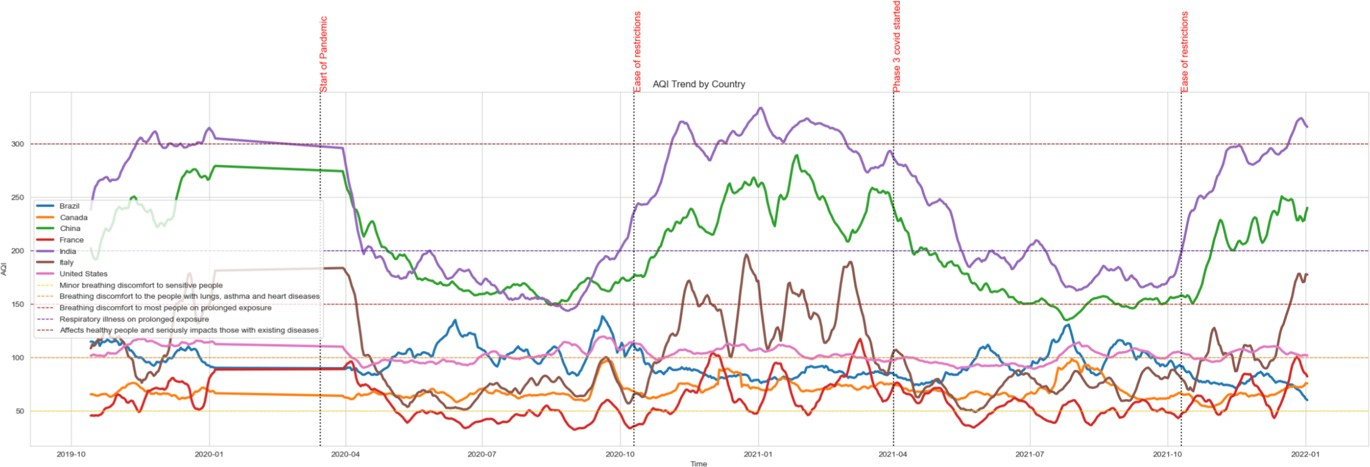 Start of Pandemic
Ease of restrictions
Phase 3 covid started
Ease of restrictions
AQI Trend by Country
AQI
300
250
200
150
100
50
Brazil
Canada
China
France
India
Italy
United States
Minor breathing discomfort to sensitive people
Breathing discomfort to the people with lungs, asthma and heart diseases
Breathing discomfort to most people on prolonged exposure
Respiratory illness on prolonged exposure
Affects healthy people and seriously impacts those with existing diseases
2019-10
2020-01
2020-04
2020-07
2020-10
2021-01
2021-04
2021-07
2021-10
2022-01
Time